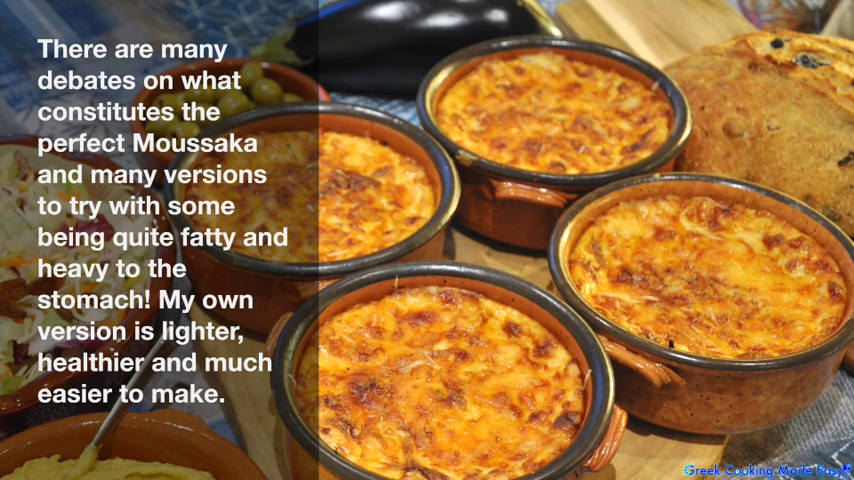 There are many
debates on what
constitutes the
perfect Moussaka
and many versions
to try with some
being quite fatty and
heavy to the
stomach! My own
version is lighter,
healthier and much
easier to make.
Greek Cooking Made Easy